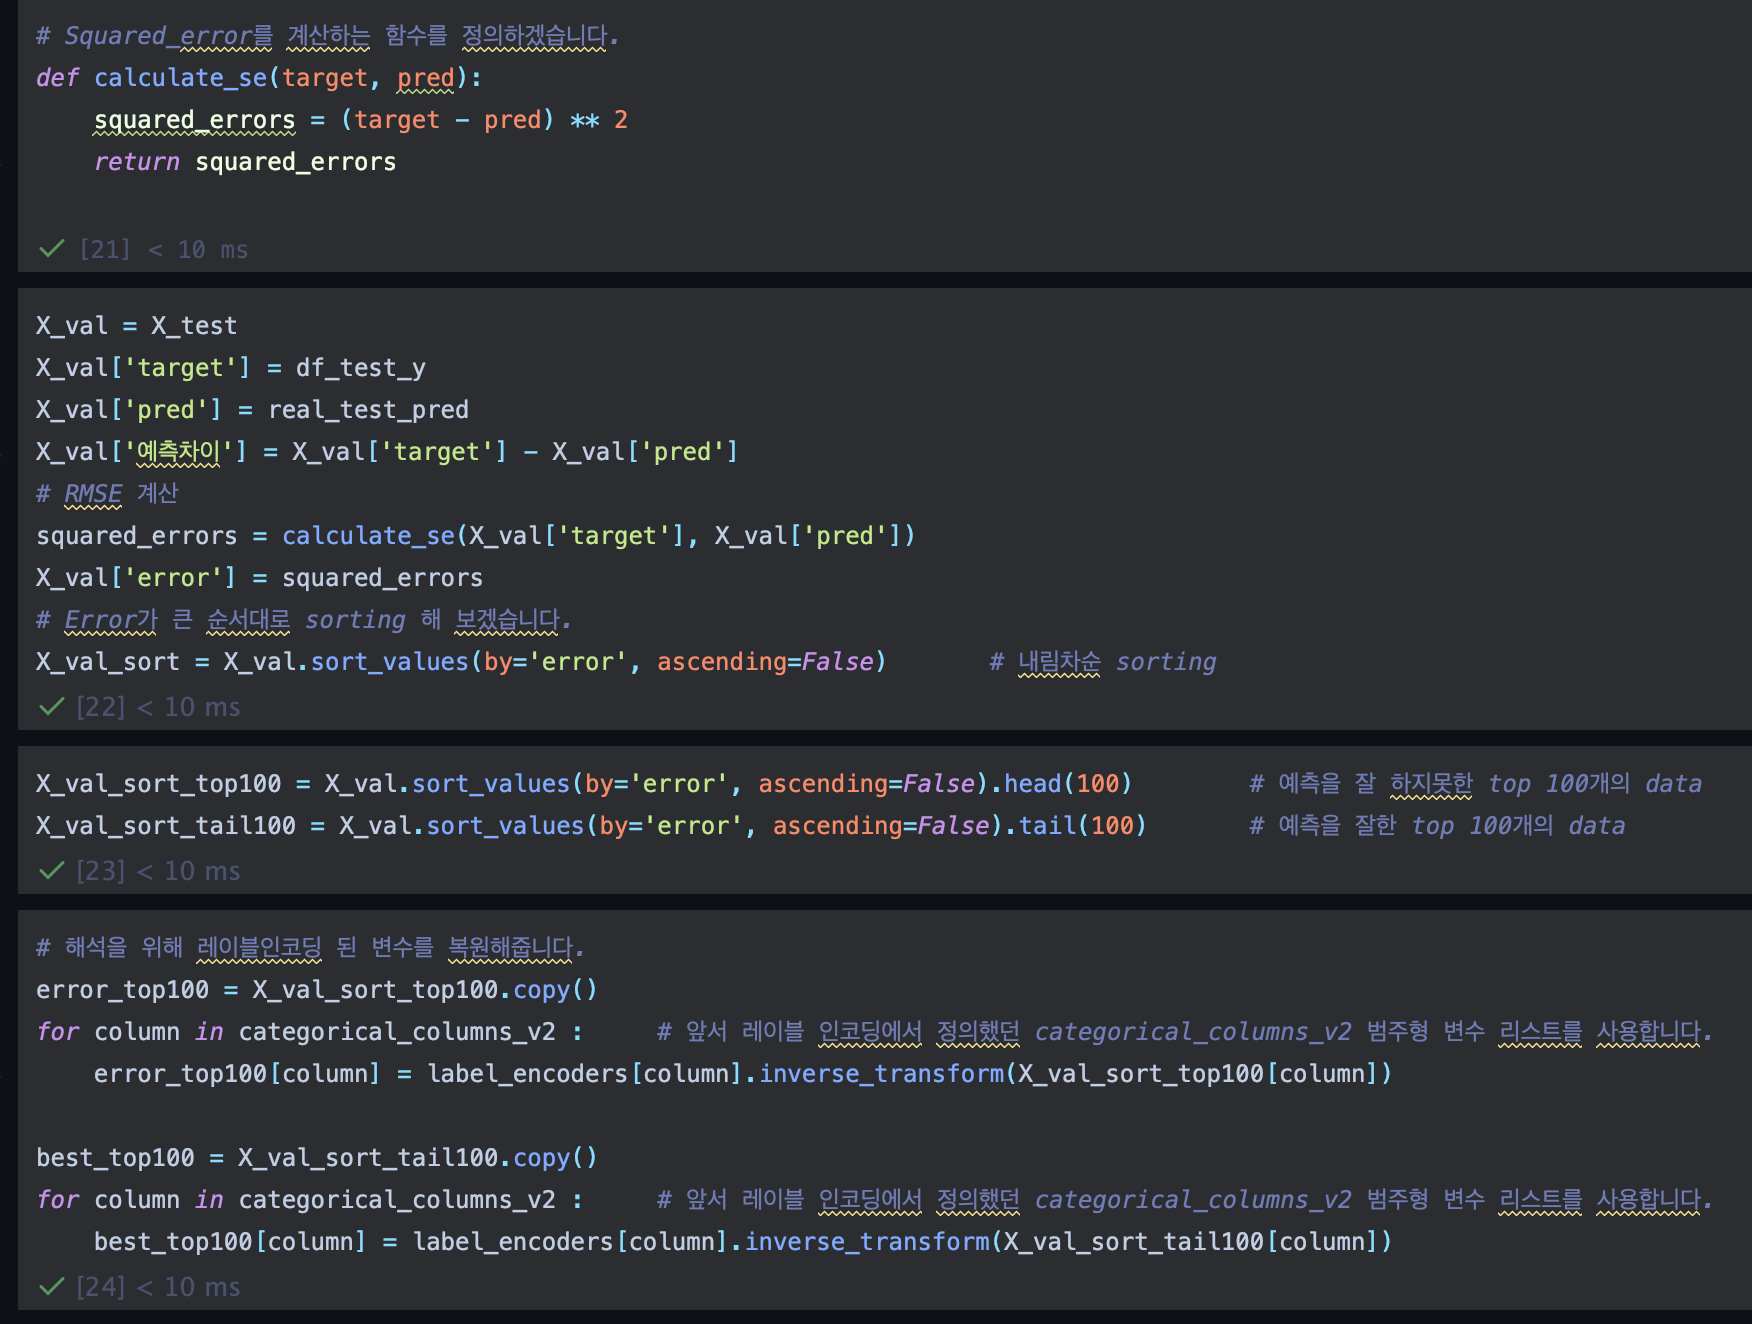 # Squared_error를 계산하는 함수를 정의하겠습니다.
def calculate_se(target, pred):
    squared_errors = (target - pred) ** 2
    return squared_errors
[21] < 10 ms
X_val = X_test
X_val['target'] = df_test_y
X_val['pred'] = real_test_pred
X_val['예측차이'] = X_val['target'] - X_val['pred']
# RMSE 계산
squared_errors = calculate_se(X_val['target'], X_val['pred'])
X_val['error'] = squared_errors
# Error가 큰 순서대로 sorting 해 보겠습니다.
X_val_sort = X_val.sort_values(by='error', ascending=False)       # 내림차순 sorting
[22] < 10 ms
X_val_sort_top100 = X_val.sort_values(by='error', ascending=False).head(100)        # 예측을 잘 하지못한 top 100개의 data
X_val_sort_tail100 = X_val.sort_values(by='error', ascending=False).tail(100)       # 예측을 잘한 top 100개의 data
[23] < 10 ms
# 해석을 위해 레이블인코딩 된 변수를 복원해줍니다.
error_top100 = X_val_sort_top100.copy()
for column in categorical_columns_v2 :     # 앞서 레이블 인코딩에서 정의했던 categorical_columns_v2 범주형 변수 리스트를 사용합니다.
    error_top100[column] = label_encoders[column].inverse_transform(X_val_sort_top100[column])
best_top100 = X_val_sort_tail100.copy()
for column in categorical_columns_v2 :     # 앞서 레이블 인코딩에서 정의했던 categorical_columns_v2 범주형 변수 리스트를 사용합니다.
    best_top100[column] = label_encoders[column].inverse_transform(X_val_sort_tail100[column])
[24] < 10 ms